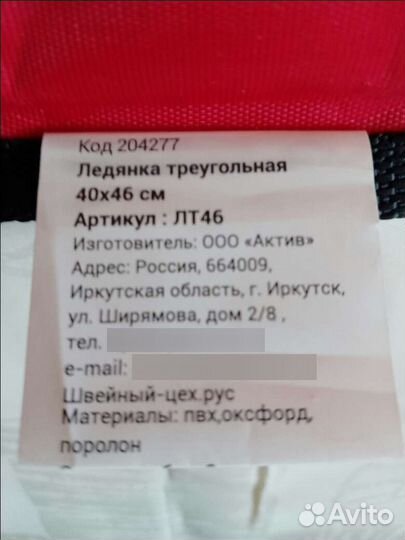 Код 204277
Ледянка треугольная
40х46 см
Артикул : ЛТ46
Изготовитель: ООО «Актив»
Адрес: Россия, 664009,
Иркутская область, г. Иркутск,
ул. Ширямова, дом 2/8 ,
тел.
e-mail:
Швейный-цех.рус
Материалы: пвх,оксфорд,
поролон
Avito